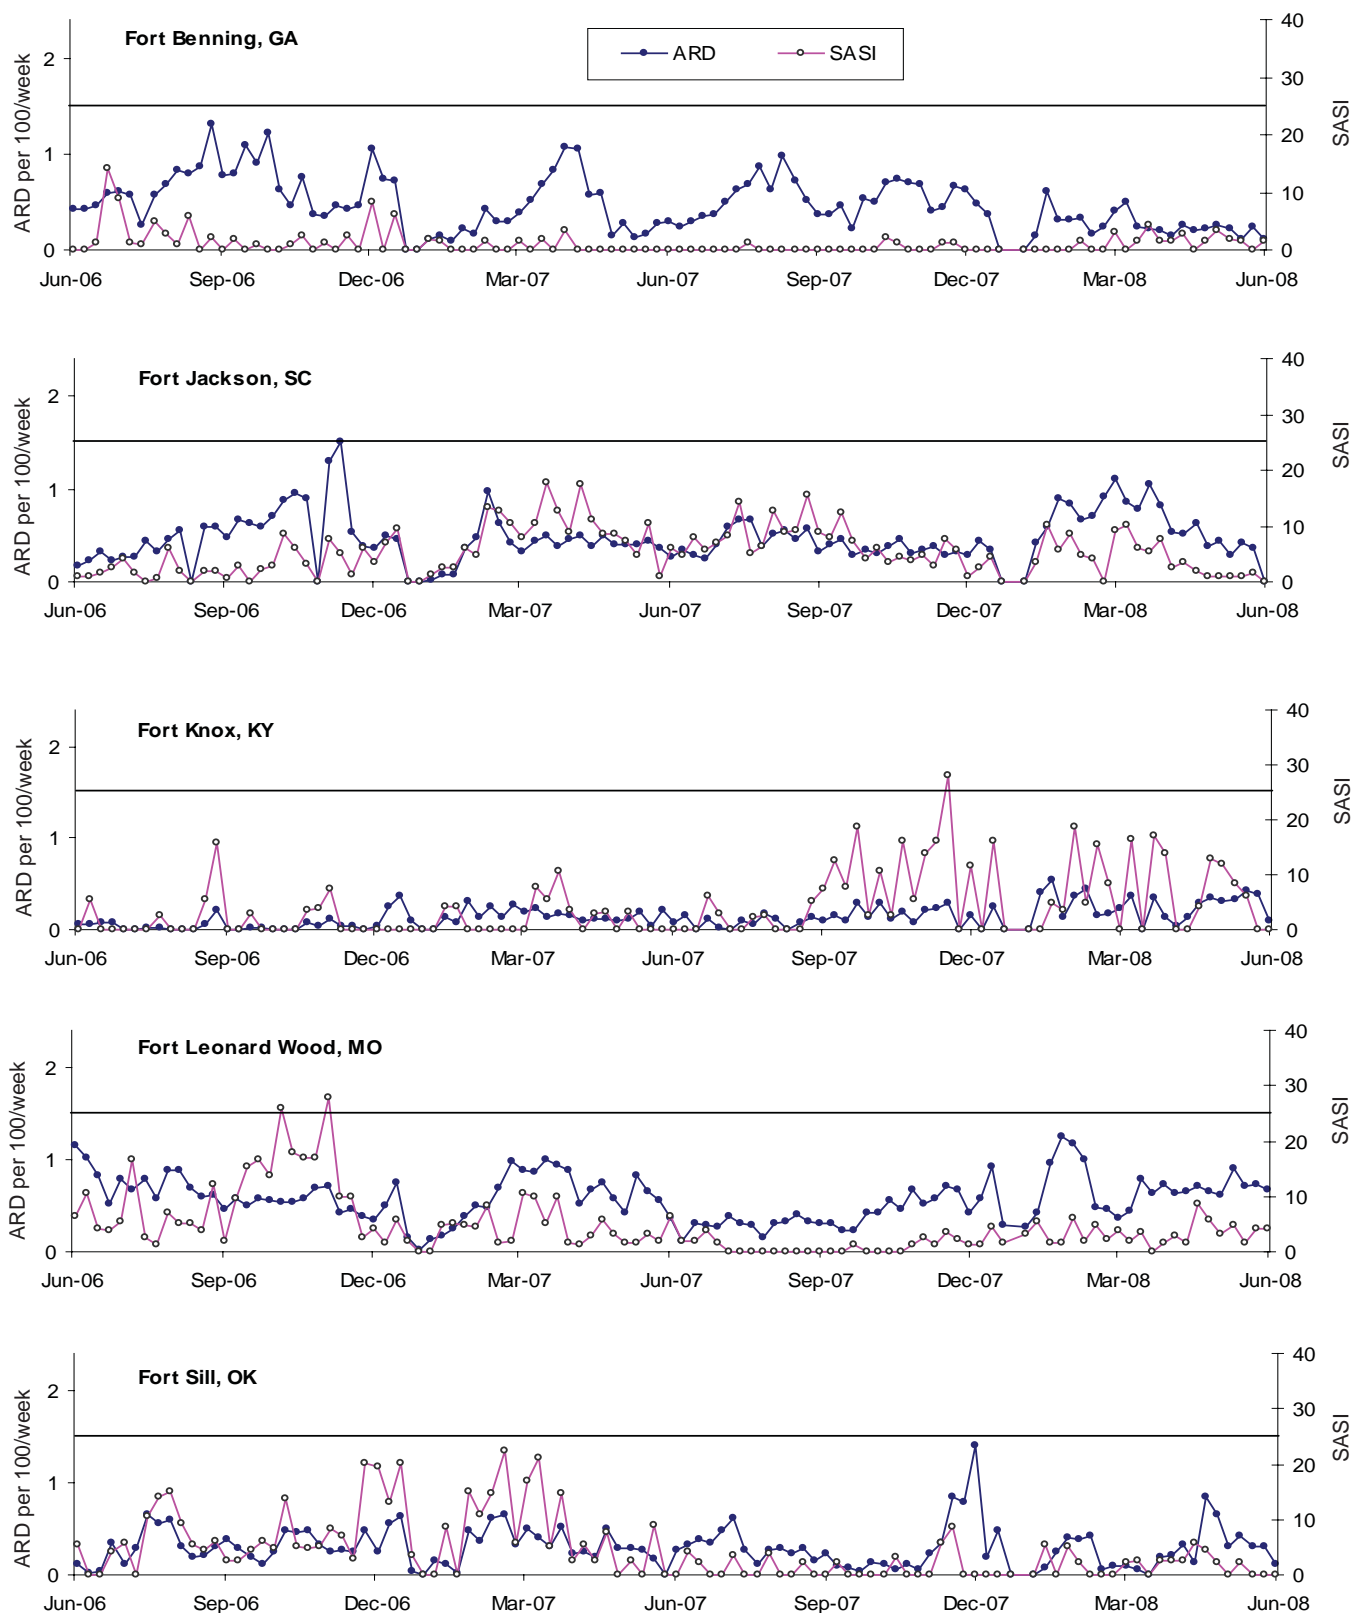 Fort Benning, GA
ARD SASI
ARD per 100/week
2
1
0
40
30
20
10
0
SASI
Jun-06 Sep-06 Dec-06 Mar-07 Jun-07 Sep-07 Dec-07 Mar-08 Jun-08
Fort Jackson, SC
ARD per 100/week
2
1
0
40
30
20
10
0
SASI
Jun-06 Sep-06 Dec-06 Mar-07 Jun-07 Sep-07 Dec-07 Mar-08 Jun-08
Fort Knox, KY
ARD per 100/week
2
1
0
40
30
20
10
0
SASI
Jun-06 Sep-06 Dec-06 Mar-07 Jun-07 Sep-07 Dec-07 Mar-08 Jun-08
Fort Leonard Wood, MO
ARD per 100/week
2
1
0
40
30
20
10
0
SASI
Jun-06 Sep-06 Dec-06 Mar-07 Jun-07 Sep-07 Dec-07 Mar-08 Jun-08
Fort Sill, OK
ARD per 100/week
2
1
0
40
30
20
10
0
SASI
Jun-06 Sep-06 Dec-06 Mar-07 Jun-07 Sep-07 Dec-07 Mar-08 Jun-08